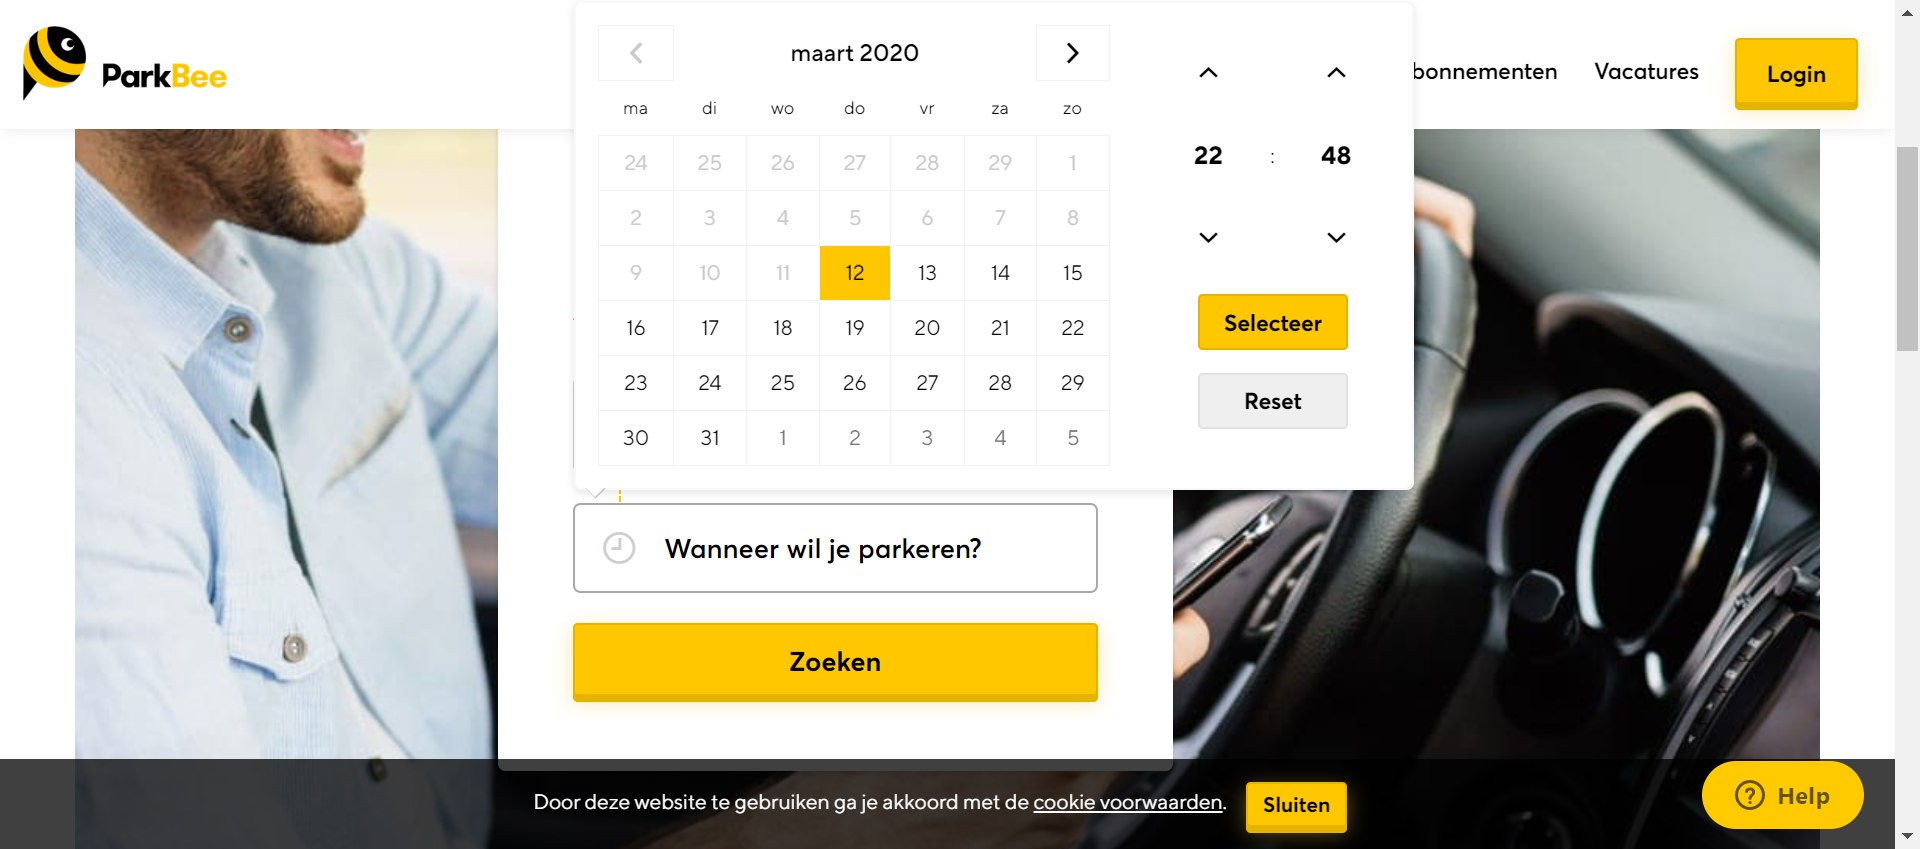 ParkBee
bonnementen
Vacatures
Login
maart 2020
ma di wo do vr za zo
24 25 26 27 28 29 1
2 3 4 5 6 7 8
9 10 11 12 13 14 15
16 17 18 19 20 21 22
23 24 25 26 27 28 29
30 31 1 2 3 4 5
22 : 48
Selecteer
Reset
Wanneer wil je parkeren?
Zoeken
Door deze website te gebruiken ga je akkoord met de cookie voorwaarden.
Sluiten
Help